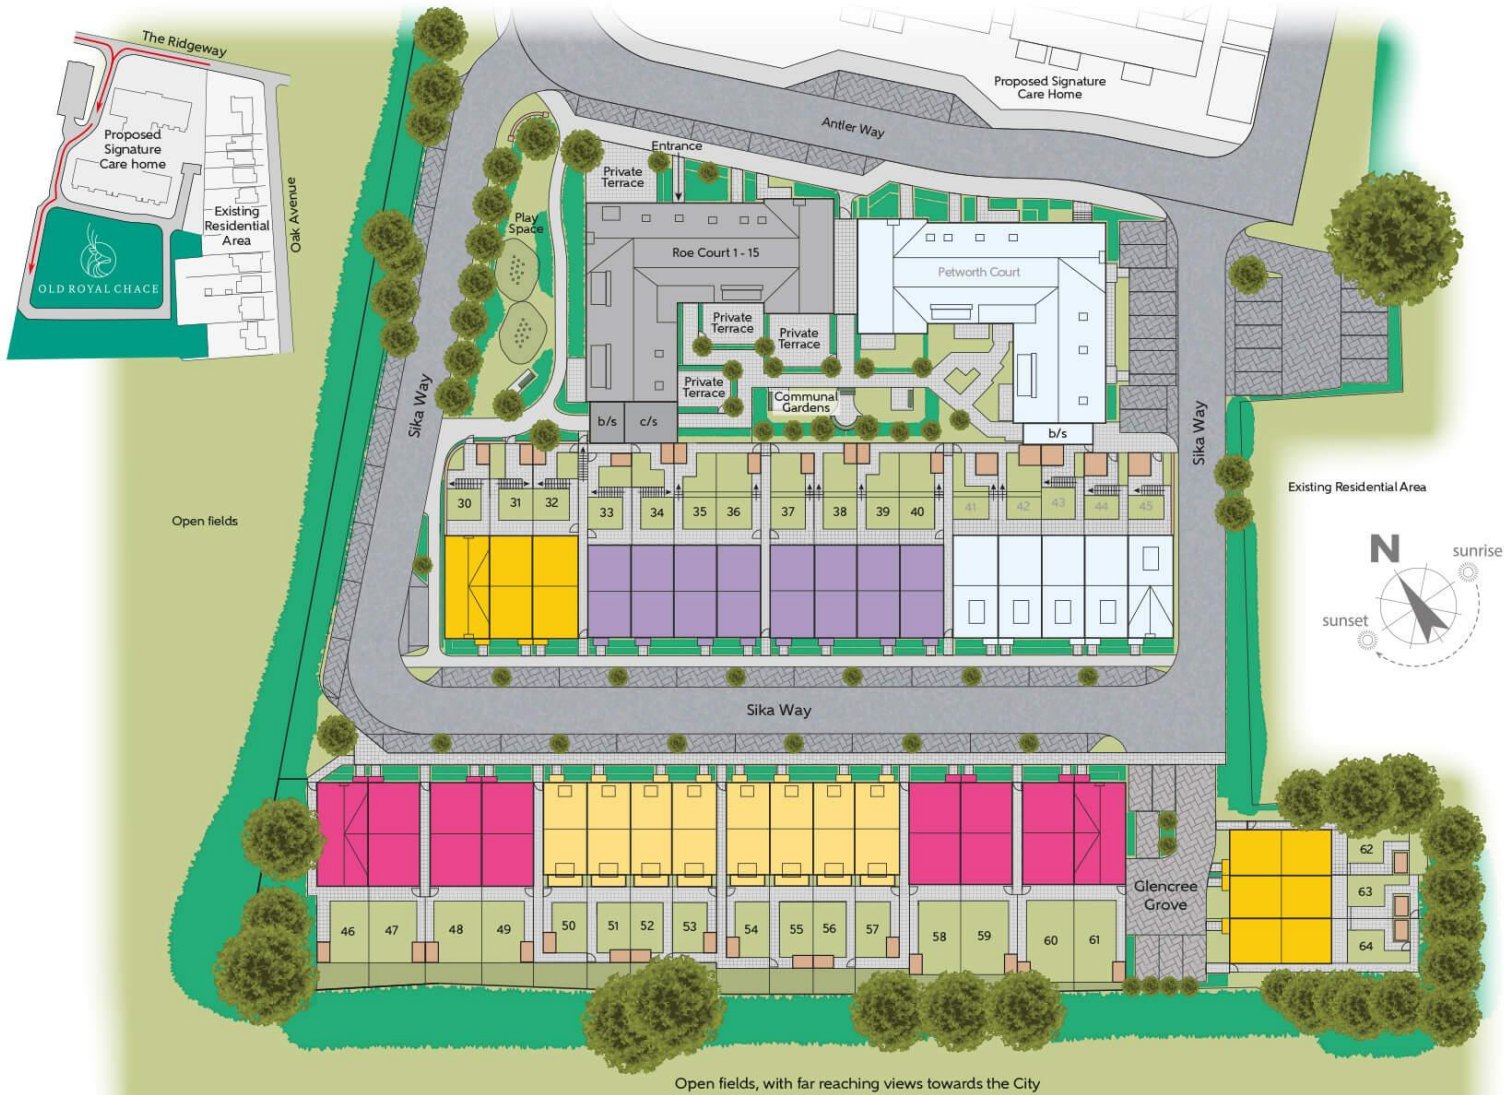 The Ridgeway
Proposed
Signature
Care home
Existing
Residential
Area
Oak Avenue
OLD ROYAL CHACE
Proposed Signature
Care Home
Antler Way
Entrance
Private
Terrace
Play
Space
Roe Court 1 - 15
Petworth Court
Private
Terrace
Private
Terrace
Private
Terrace
Communal
Gardens
b/s
c/s
b/s
Sika Way
Sika Way
30
31
32
33
34
35
36
37
38
39
40
41
42
43
44
45
Open fields
Existing Residential Area
N
sunrise
sunset
Sika Way
Glencree
Grove
46
47
48
49
50
51
52
53
54
55
56
57
58
59
60
61
62
63
64
Open fields, with far reaching views towards the City